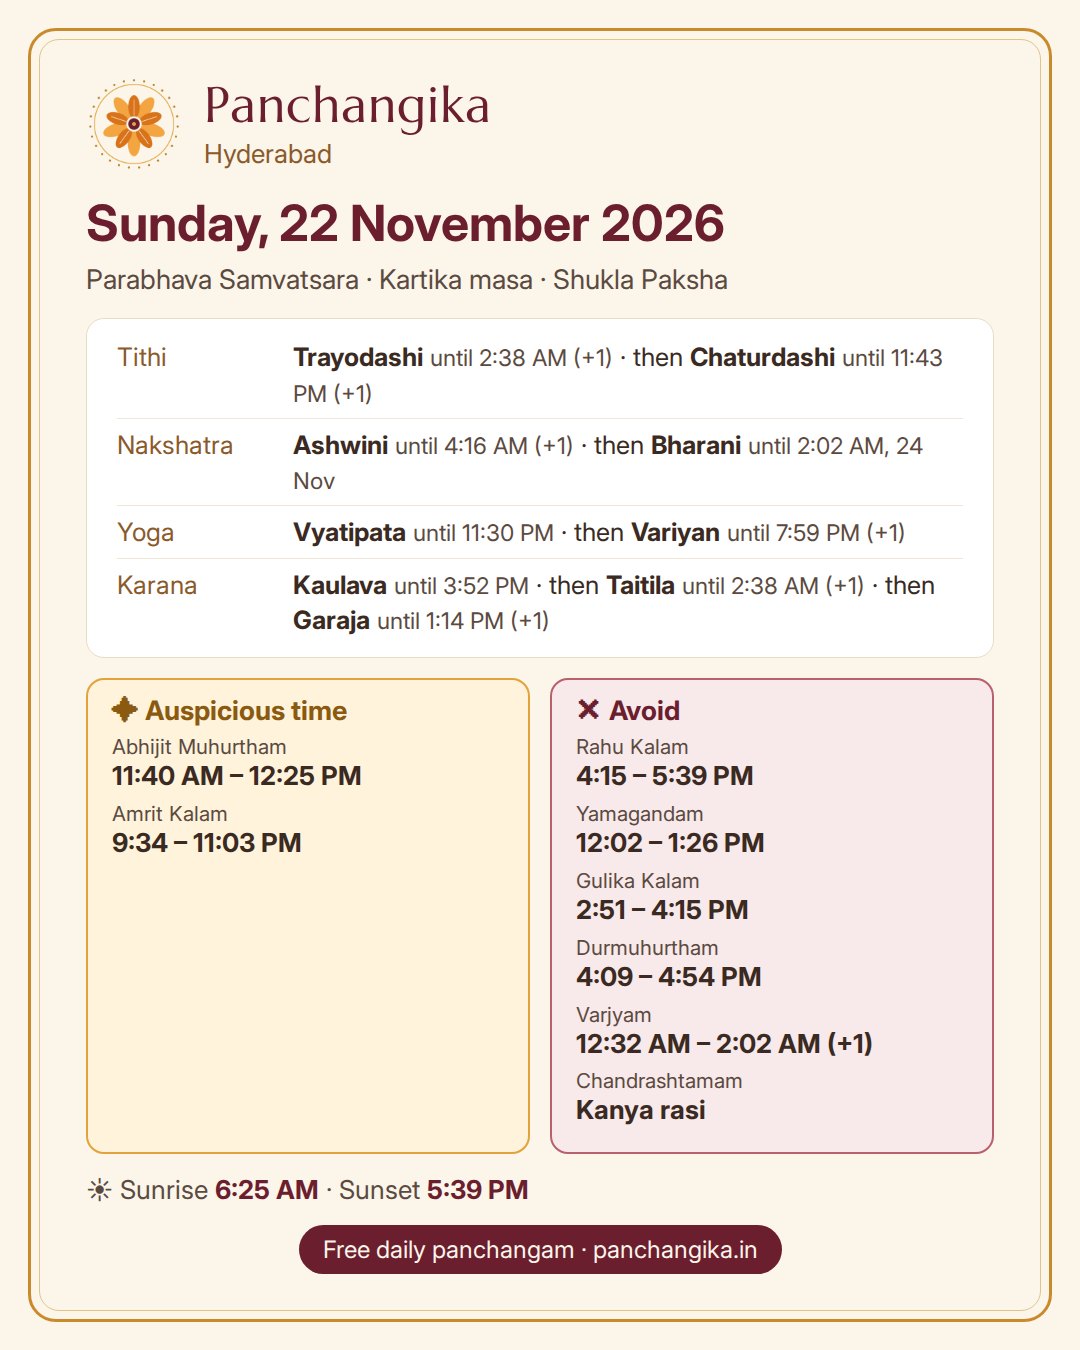 Panchangika
Hyderabad
Sunday, 22 November 2026
Parabhava Samvatsara · Kartika masa · Shukla Paksha
Tithi
Trayodashi until 2:38 AM (+1) · then Chaturdashi until 11:43
PM (+1)
Nakshatra
Ashwini until 4:16 AM (+1) · then Bharani until 2:02 AM, 24
Nov
Yoga
Vyatipata until 11:30 PM · then Variyan until 7:59 PM (+1)
Karana
Kaulava until 3:52 PM · then Taitila until 2:38 AM (+1) · then
Garaja until 1:14 PM (+1)
Auspicious time
Abhijit Muhurtham
11:40 AM – 12:25 PM
Amrit Kalam
9:34 – 11:03 PM
Avoid
Rahu Kalam
4:15 – 5:39 PM
Yamagandam
12:02 – 1:26 PM
Gulika Kalam
2:51 – 4:15 PM
Durmuhurtham
4:09 – 4:54 PM
Varjyam
12:32 AM – 2:02 AM (+1)
Chandrashtamam
Kanya rasi
Sunrise 6:25 AM · Sunset 5:39 PM
Free daily panchangam · panchangika.in